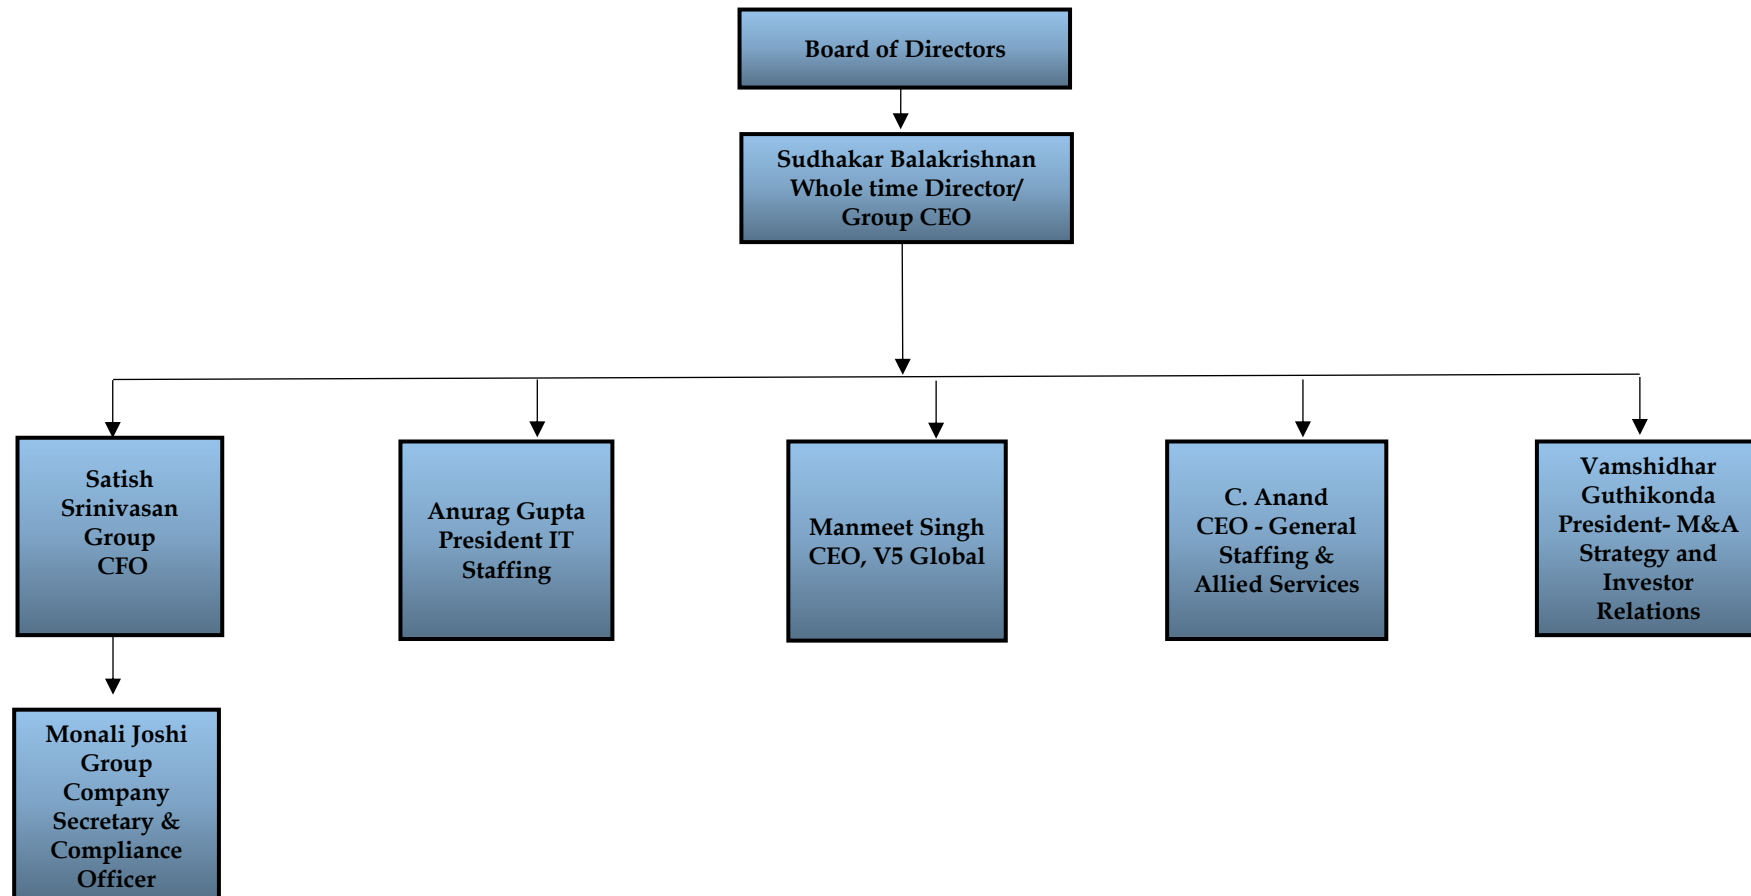 Board of Directors
Sudhakar Balakrishnan
Whole time Director/
Group CEO
Satish
Srinivasan
Group
CFO
Anurag Gupta
President IT
Staffing
Manmeet Singh
CEO, V5 Global
C. Anand
CEO - General
Staffing &
Allied Services
Vamshidhar
Guthikonda
President- M&A
Strategy and
Investor
Relations
Monali Joshi
Group
Company
Secretary &
Compliance
Officer